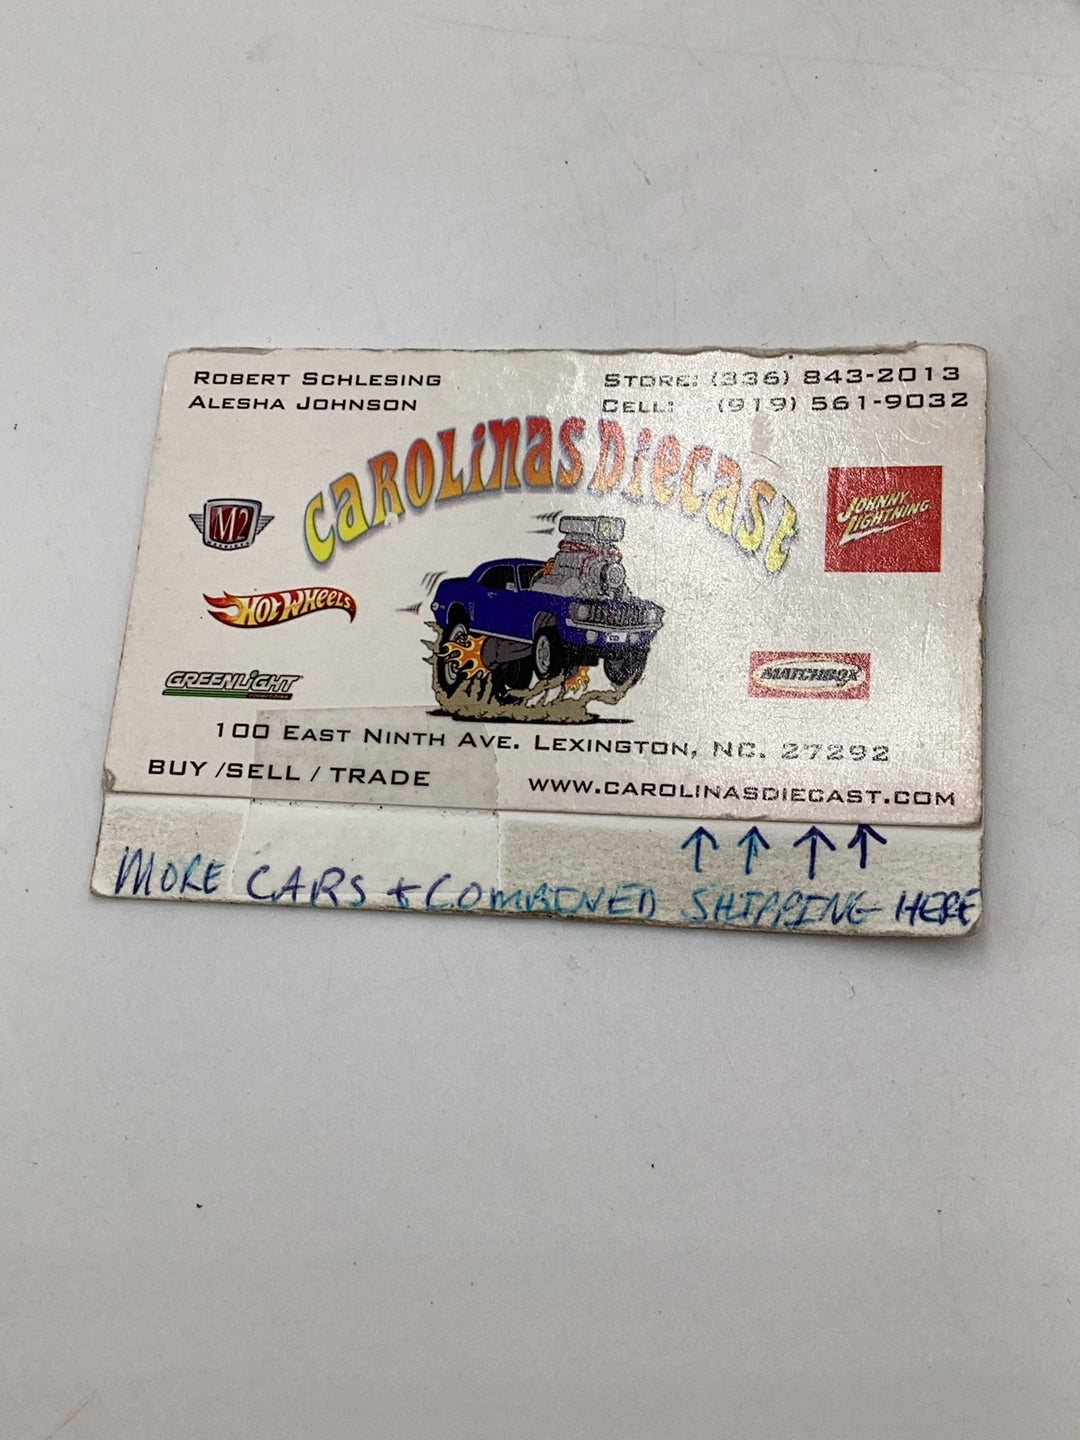 ROBERT SCHLESING
ALESHA JOHNSON
STORE: (336) 843-2013
CELL: (919) 561-9032
CAROLINAS DIECAST
M2
MACHINES
JOHNNY
LIGHTNING
HOT WHEELS
GREENLIGHT
COLLECTIBLES
MATCHBOX
100 EAST NINTH AVE. LEXINGTON, NC. 27292
BUY /SELL / TRADE
WWW.CAROLINASDIECAST.COM
↑ ↑ ↑ ↑
MORE CARS + COMBINED SHIPPING HERE